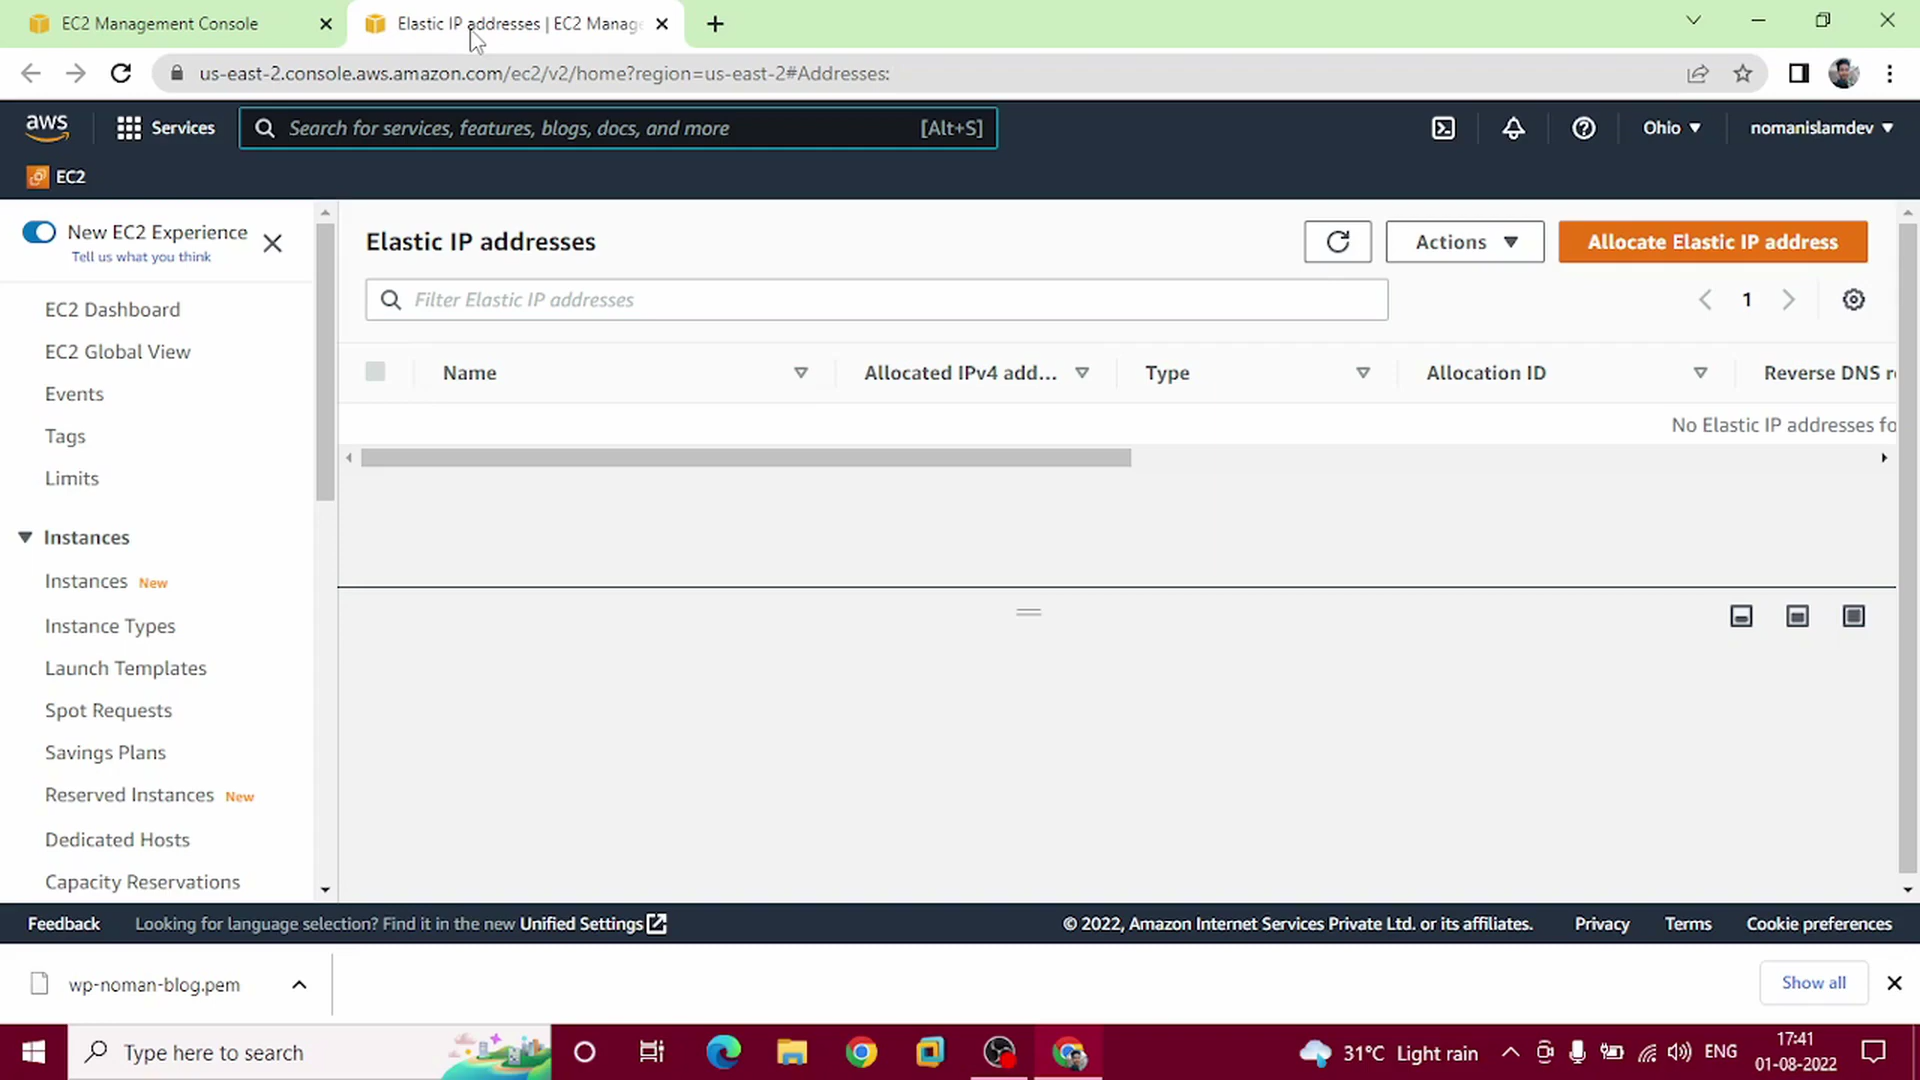 EC2 Management Console
Elastic IP addresses | EC2 Manage
us-east-2.console.aws.amazon.com/ec2/v2/home?region=us-east-2#Addresses:
aws
Services
Search for services, features, blogs, docs, and more
[Alt+S]
Ohio
nomanislamdev
EC2
New EC2 Experience
Tell us what you think
EC2 Dashboard
EC2 Global View
Events
Tags
Limits
Instances
Instances New
Instance Types
Launch Templates
Spot Requests
Savings Plans
Reserved Instances New
Dedicated Hosts
Capacity Reservations
Elastic IP addresses
Actions
Allocate Elastic IP address
Filter Elastic IP addresses
1
Name
Allocated IPv4 add...
Type
Allocation ID
Reverse DNS r
No Elastic IP addresses fo
Feedback
Looking for language selection? Find it in the new Unified Settings
© 2022, Amazon Internet Services Private Ltd. or its affiliates.
Privacy
Terms
Cookie preferences
wp-noman-blog.pem
Show all
Type here to search
31°C Light rain
ENG
17:41
01-08-2022